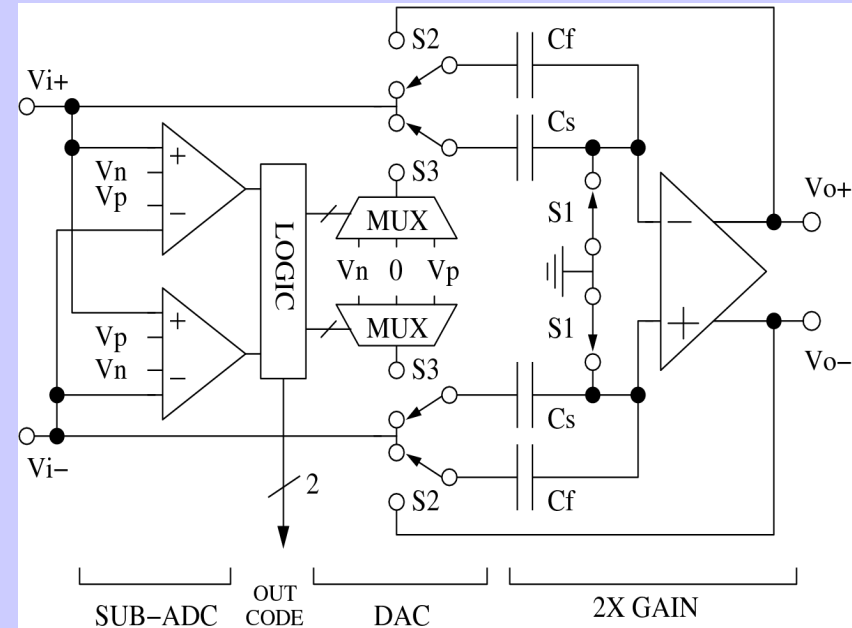 S2
Cf
Vi+
Cs
+
Vn
Vp
−
S3
LOGIC
MUX
Vn 0 Vp
S1
−
Vo+
+
Vp
Vn
−
MUX
S3
S1
+
Vo−
Cs
Vi−
2
S2
Cf
SUB−ADC
OUT
CODE
DAC
2X GAIN